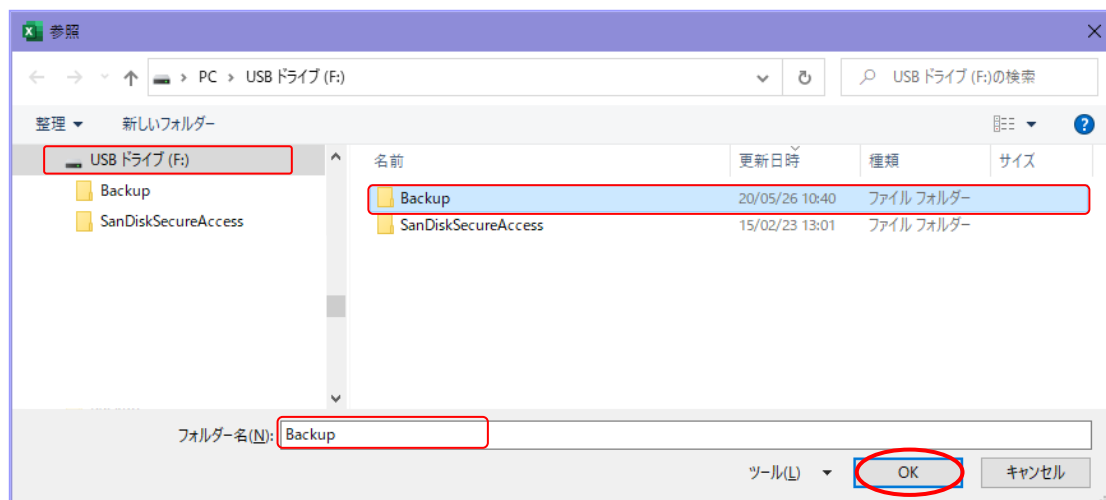 参照
PC › USB ドライブ (F:)
USB ドライブ (F:)の検索
整理 新しいフォルダー
USB ドライブ (F:)
Backup
SanDiskSecureAccess
名前 更新日時 種類 サイズ
Backup 20/05/26 10:40 ファイル フォルダー
SanDiskSecureAccess 15/02/23 13:01 ファイル フォルダー
フォルダー名(N): Backup
ツール(L) OK キャンセル